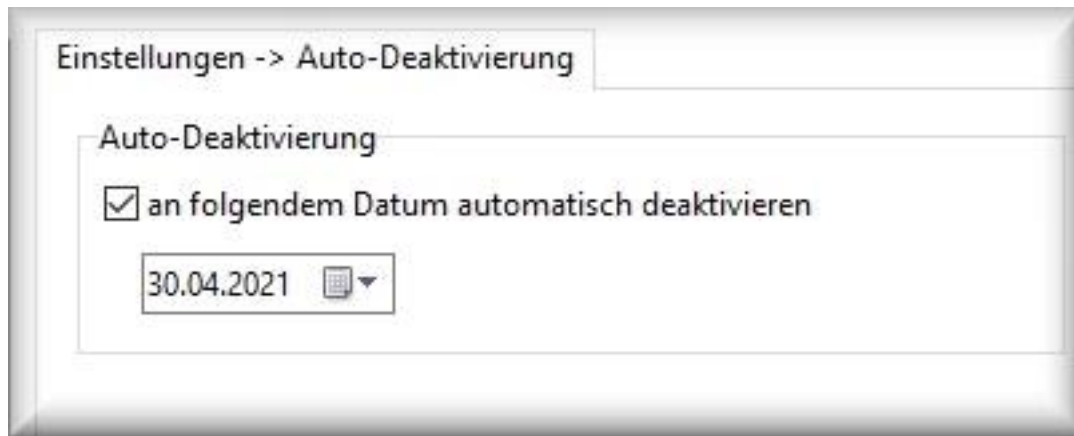 Einstellungen -> Auto-Deaktivierung
Auto-Deaktivierung
an folgendem Datum automatisch deaktivieren
30.04.2021